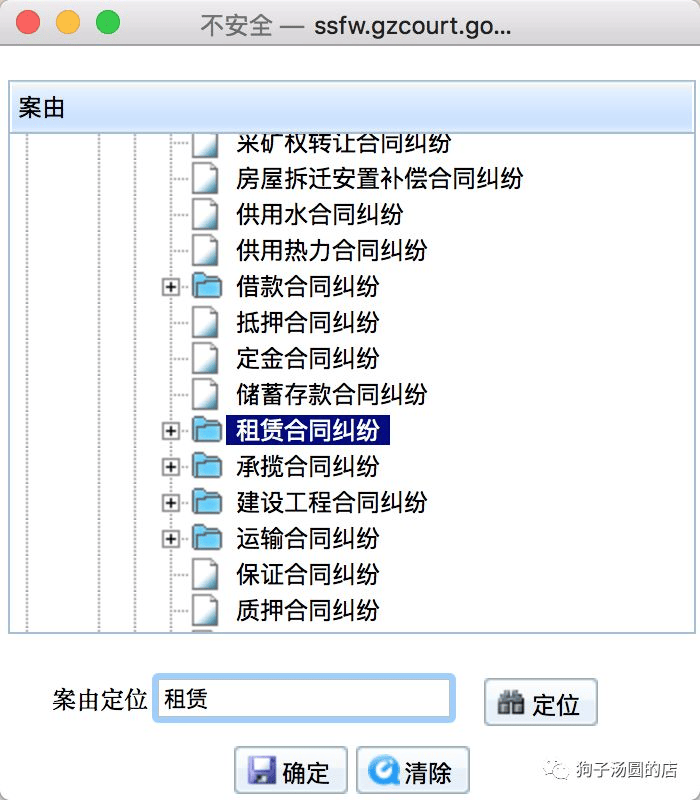 不安全 — ssfw.gzcourt.go...
案由
采矿权转让合同纠纷
房屋拆迁安置补偿合同纠纷
供用水合同纠纷
供用热力合同纠纷
借款合同纠纷
抵押合同纠纷
定金合同纠纷
储蓄存款合同纠纷
租赁合同纠纷
承揽合同纠纷
建设工程合同纠纷
运输合同纠纷
保证合同纠纷
质押合同纠纷
案由定位 租赁 定位
确定 清除
狗子汤圆的店